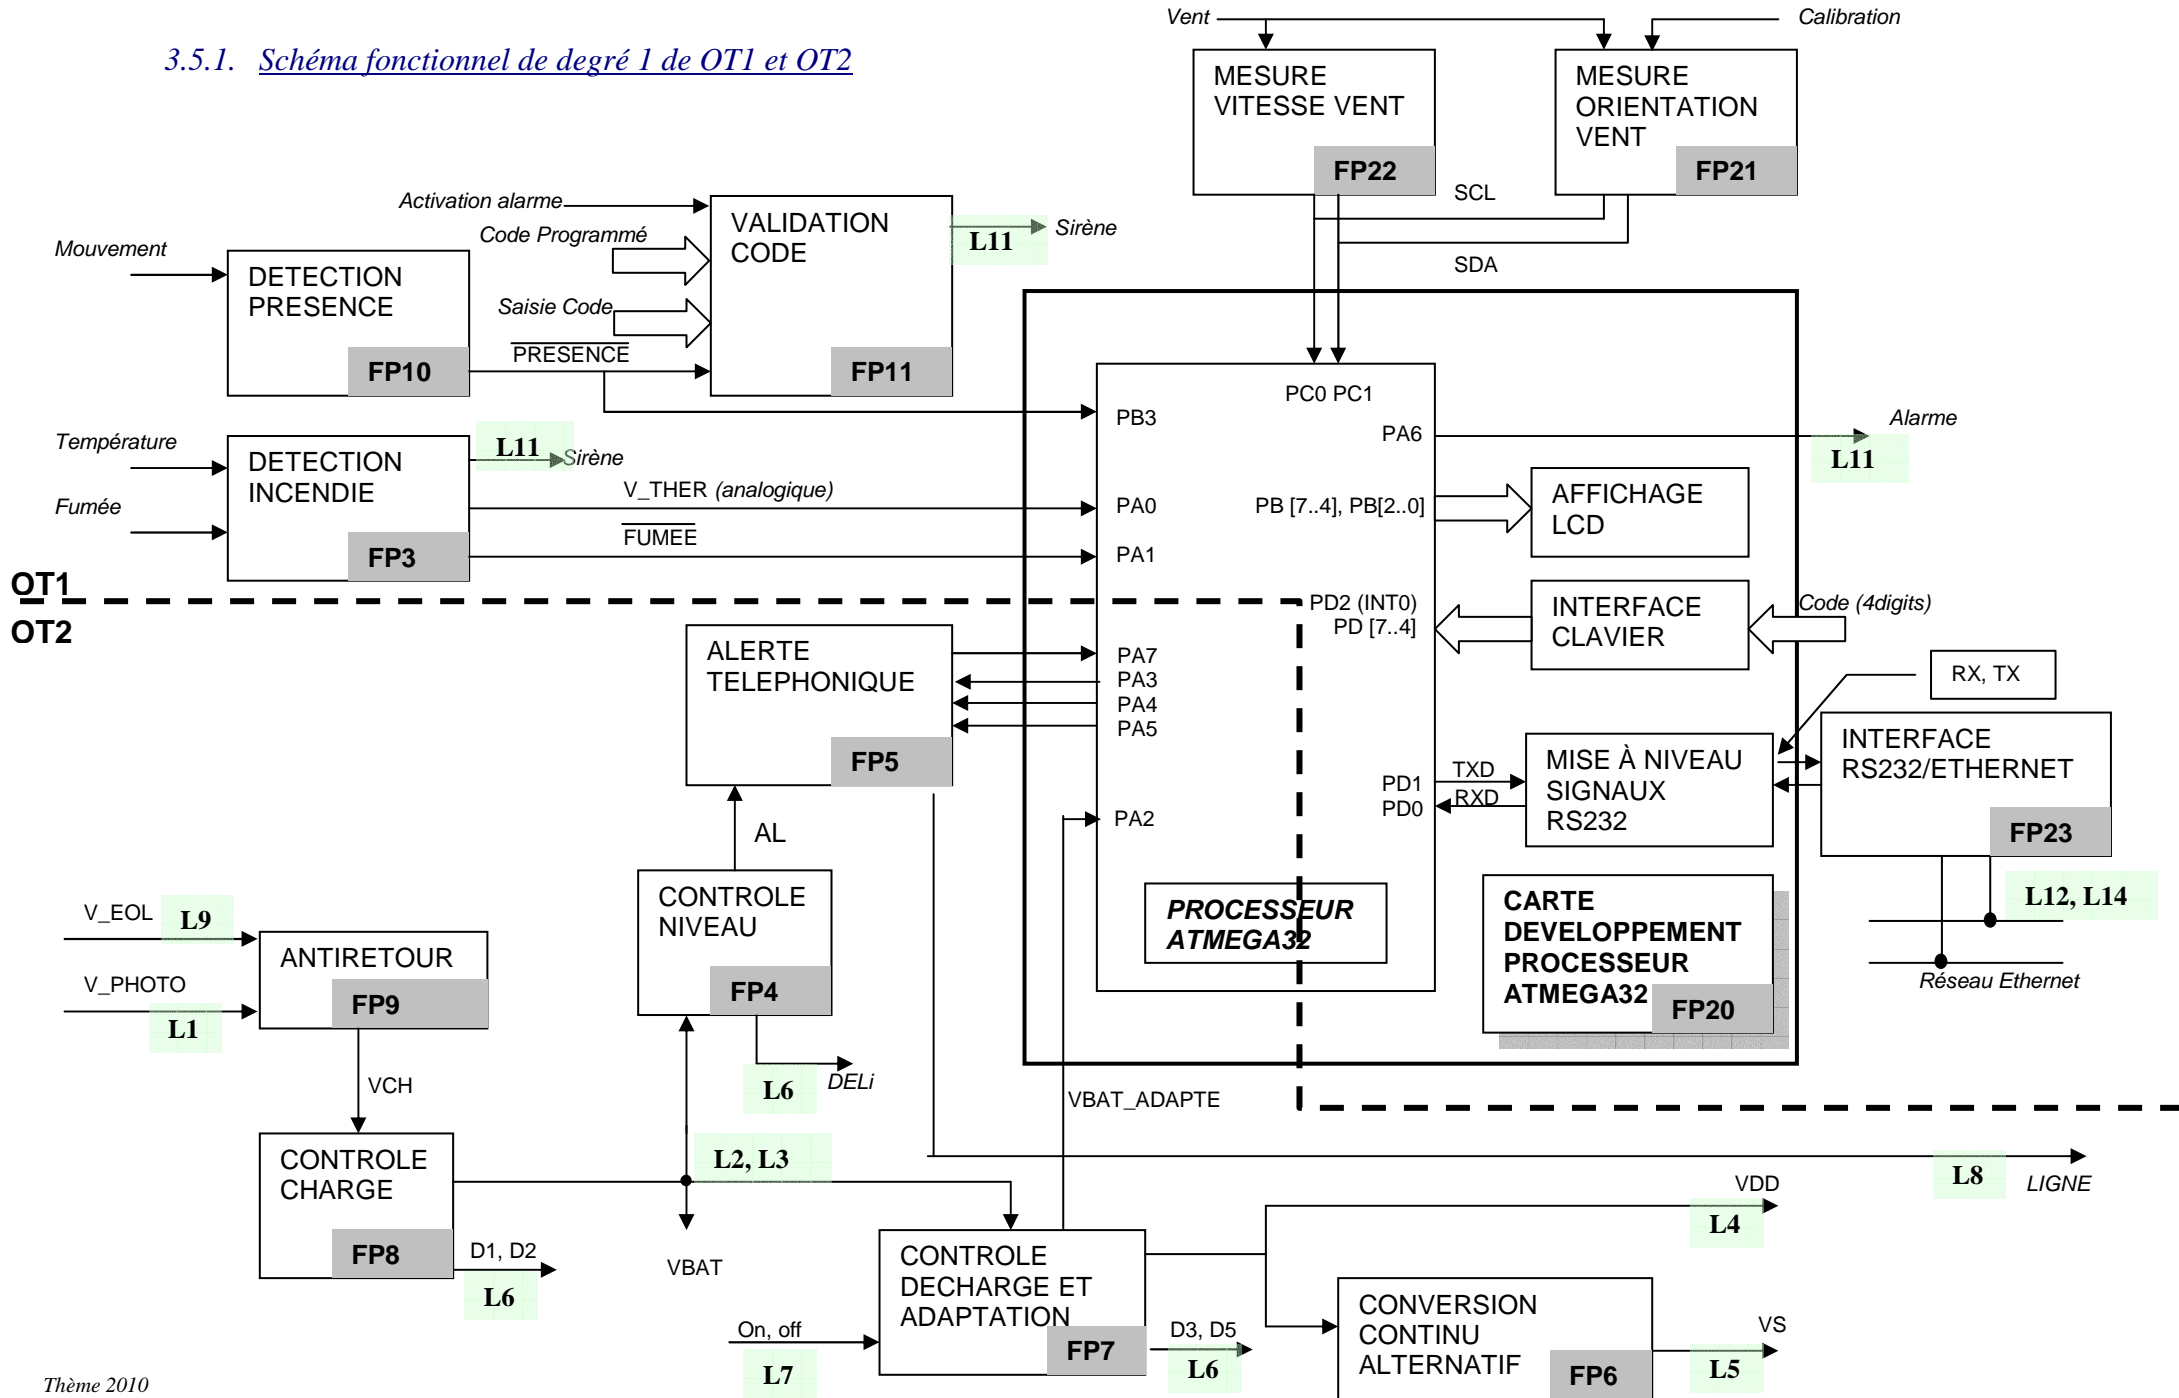 Vent
Calibration
3.5.1. Schéma fonctionnel de degré 1 de OT1 et OT2
MESURE
VITESSE VENT
FP22
MESURE
ORIENTATION
VENT
FP21
SCL
SDA
Activation alarme
Code Programmé
Saisie Code
Mouvement
DETECTION
PRESENCE
FP10
PRESENCE
VALIDATION
CODE
FP11
L11
Sirène
Température
Fumée
DETECTION
INCENDIE
FP3
L11
Sirène
V_THER (analogique)
FUMEE
PC0 PC1
PB3
PA6
PA0
PB [7..4], PB[2..0]
PA1
Alarme
L11
AFFICHAGE
LCD
OT1
OT2
PD2 (INT0)
PD [7..4]
INTERFACE
CLAVIER
Code (4digits)
ALERTE
TELEPHONIQUE
FP5
PA7
PA3
PA4
PA5
RX, TX
PD1
PD0
TXD
RXD
MISE À NIVEAU
SIGNAUX
RS232
INTERFACE
RS232/ETHERNET
FP23
PA2
AL
L12, L14
Réseau Ethernet
PROCESSEUR
ATMEGA32
CARTE
DEVELOPPEMENT
PROCESSEUR
ATMEGA32
FP20
V_EOL
L9
V_PHOTO
L1
ANTIRETOUR
FP9
CONTROLE
NIVEAU
FP4
L6
DELi
VCH
VBAT_ADAPTE
CONTROLE
CHARGE
FP8
D1, D2
L6
L2, L3
VBAT
L8
LIGNE
VDD
L4
CONTROLE
DECHARGE ET
ADAPTATION
FP7
On, off
L7
D3, D5
L6
CONVERSION
CONTINU
ALTERNATIF
FP6
VS
L5
Thème 2010